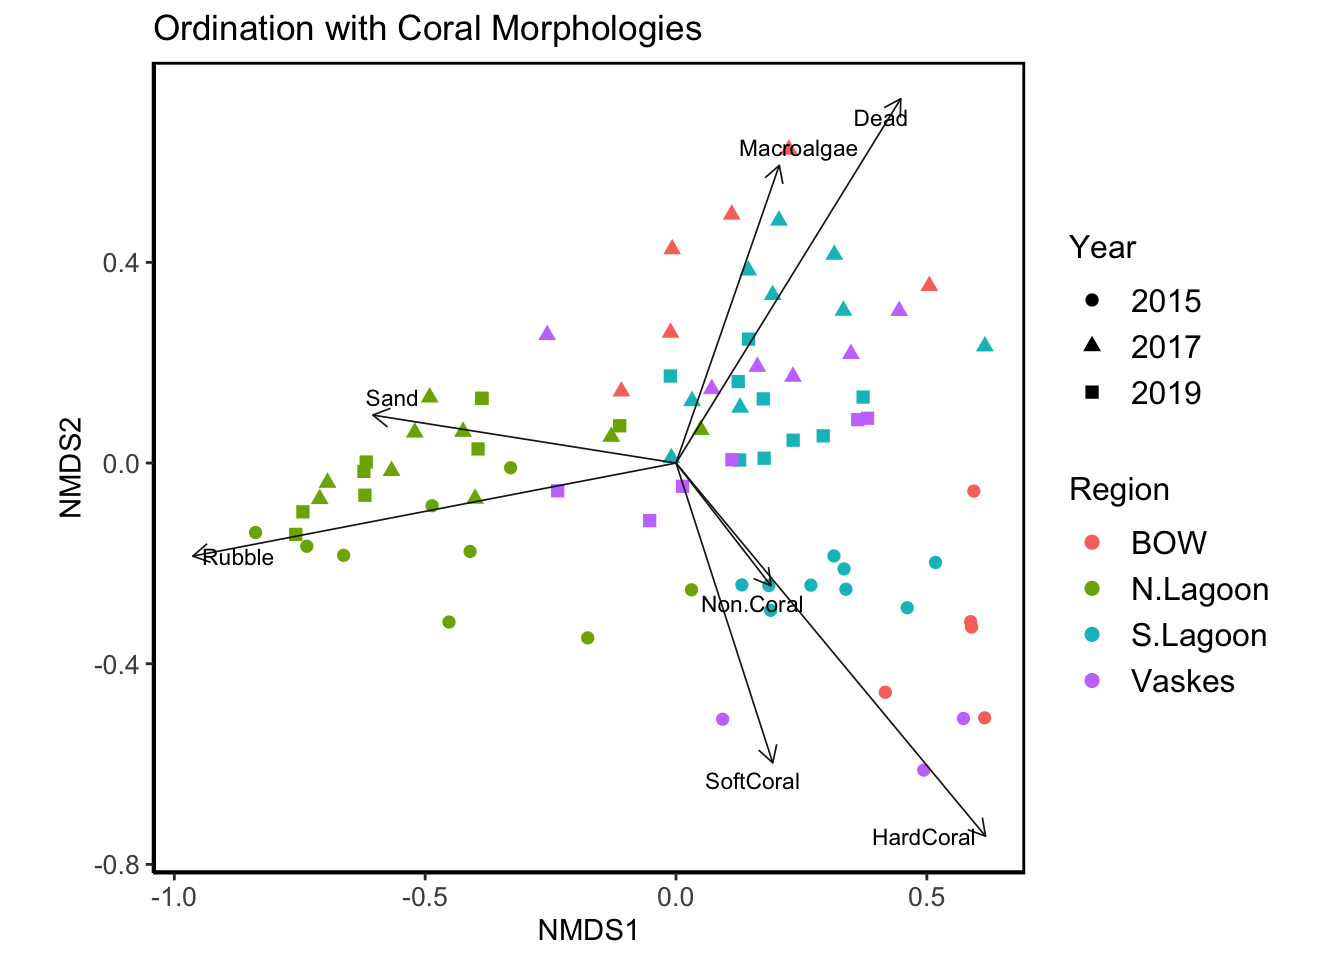 Ordination with Coral Morphologies
Dead
Macroalgae
Sand
Rubble
Non.Coral
SoftCoral
HardCoral
0.4
0.0
-0.4
-0.8
NMDS2
-1.0
-0.5
0.0
0.5
NMDS1
Year
2015
2017
2019
Region
BOW
N.Lagoon
S.Lagoon
Vaskes